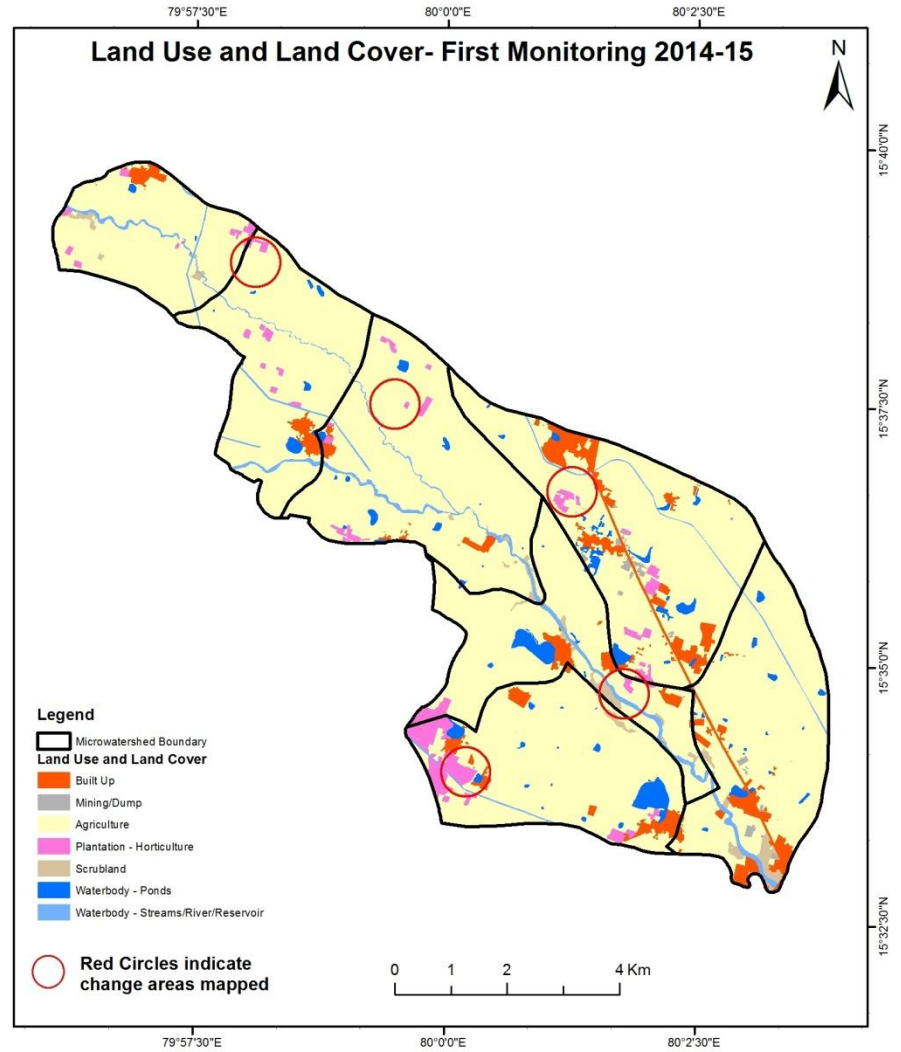 79°57'30"E 80°0'0"E 80°2'30"E
Land Use and Land Cover- First Monitoring 2014-15
N
15°40'0"N
15°37'30"N
15°35'0"N
15°32'30"N
Legend
Microwatershed Boundary
Land Use and Land Cover
Built Up
Mining/Dump
Agriculture
Plantation - Horticulture
Scrubland
Waterbody - Ponds
Waterbody - Streams/River/Reservoir
Red Circles indicate
change areas mapped
0 1 2 4 Km
79°57'30"E 80°0'0"E 80°2'30"E